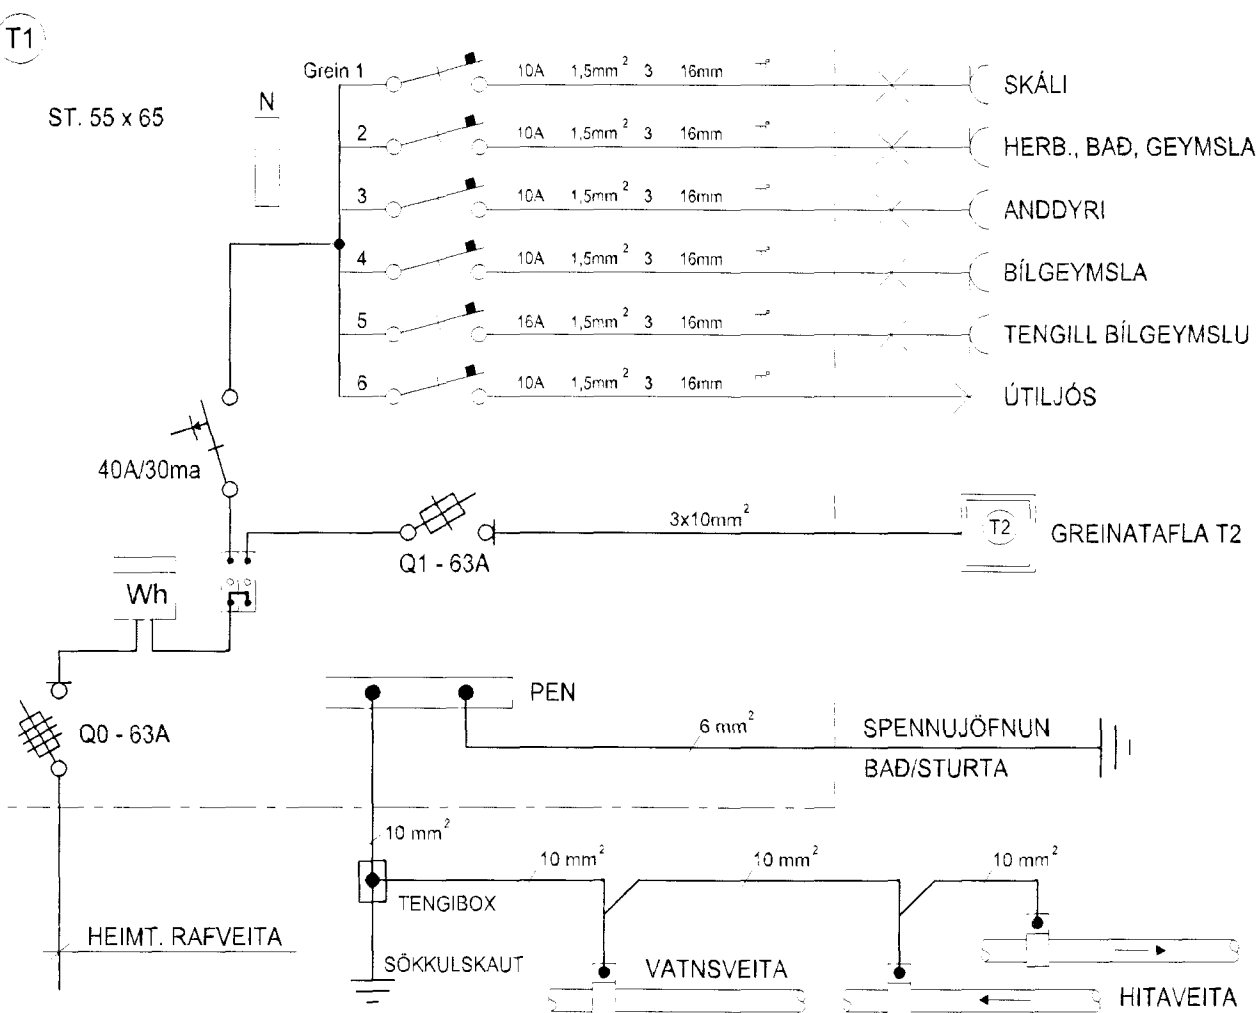 T1
ST. 55 x 65
N
Grein 1 10A 1,5mm² 3 16mm SKÁLI
2 10A 1,5mm² 3 16mm HERB., BAÐ, GEYMSLA
3 10A 1,5mm² 3 16mm ANDDYRI
4 10A 1,5mm² 3 16mm BÍLGEYMSLA
5 16A 1,5mm² 3 16mm TENGILL BÍLGEYMSLU
6 10A 1,5mm² 3 16mm ÚTILJÓS
40A/30ma
3x10mm²
T2 GREINATAFLA T2
Q1 - 63A
Wh
PEN
Q0 - 63A
6 mm²
SPENNUJÖFNUN
BAÐ/STURTA
10 mm²
10 mm² 10 mm² 10 mm²
TENGIBOX
HEIMT. RAFVEITA
SÖKKULSKAUT
VATNSVEITA
HITAVEITA